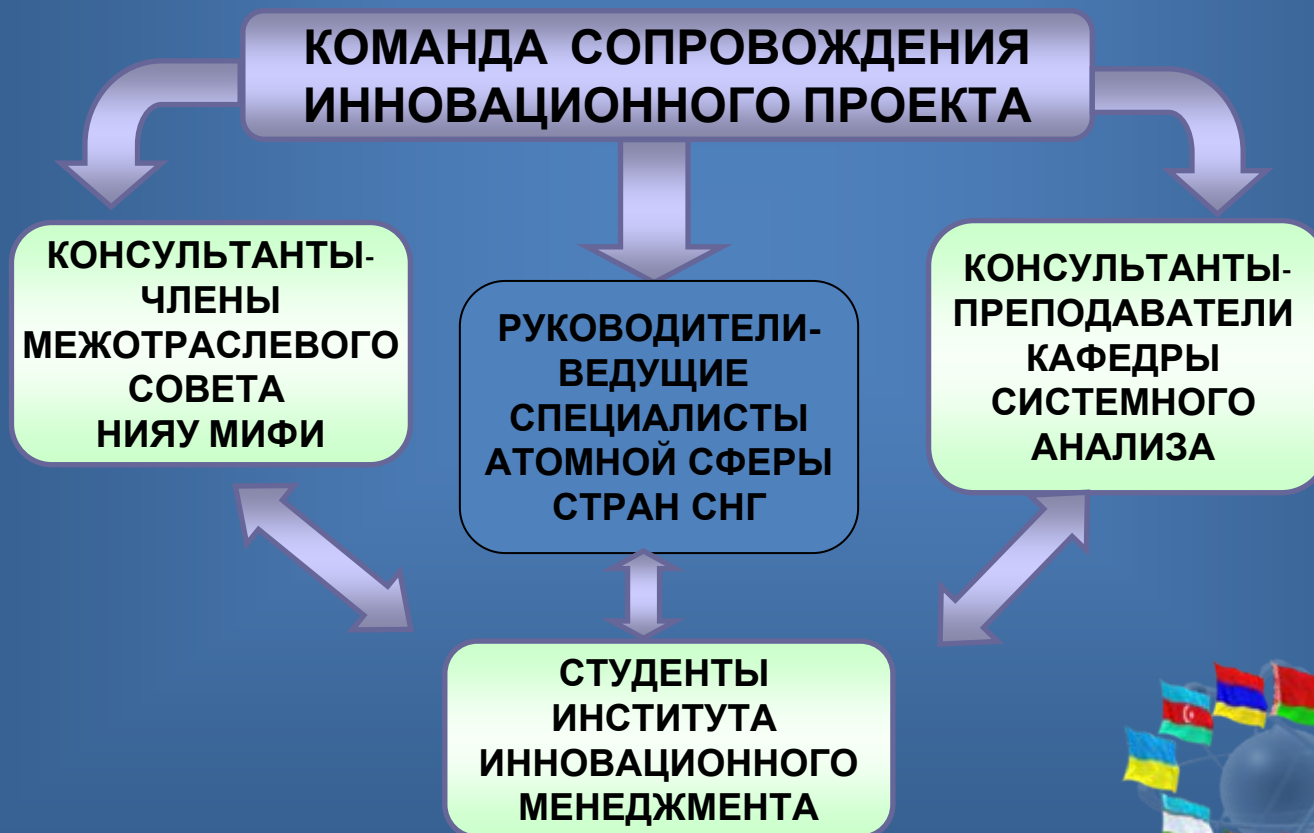 КОМАНДА СОПРОВОЖДЕНИЯ
ИННОВАЦИОННОГО ПРОЕКТА
КОНСУЛЬТАНТЫ-
ЧЛЕНЫ
МЕЖОТРАСЛЕВОГО
СОВЕТА
НИЯУ МИФИ
РУКОВОДИТЕЛИ-
ВЕДУЩИЕ
СПЕЦИАЛИСТЫ
АТОМНОЙ СФЕРЫ
СТРАН СНГ
КОНСУЛЬТАНТЫ-
ПРЕПОДАВАТЕЛИ
КАФЕДРЫ
СИСТЕМНОГО
АНАЛИЗА
СТУДЕНТЫ
ИНСТИТУТА
ИННОВАЦИОННОГО
МЕНЕДЖМЕНТА